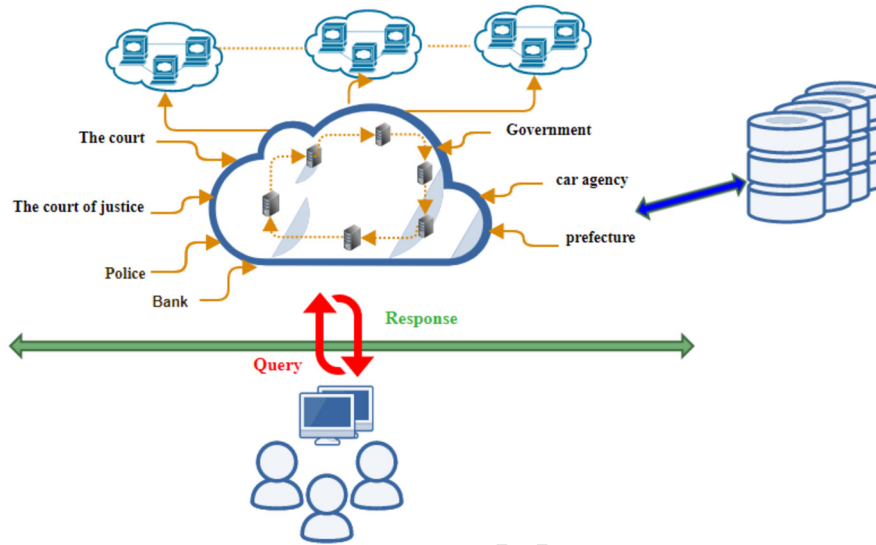 The court
Government
car agency
The court of justice
prefecture
Police
Bank
Response
Query